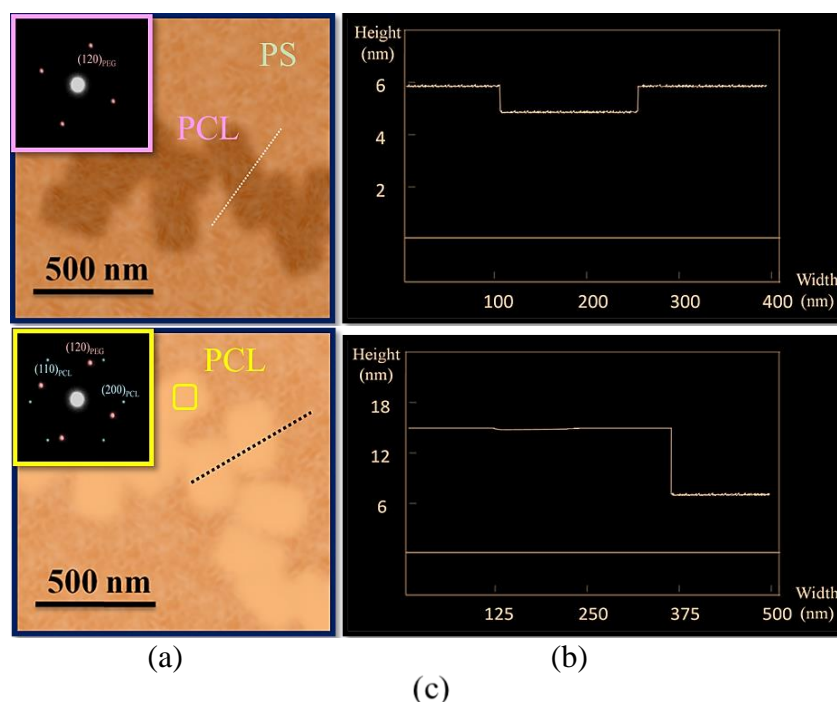 (120)PEG
PS
PCL
500 nm
Height
(nm)
6
4
2
Width
(nm)
100
200
300
400
(120)PEG
(110)PCL
(200)PCL
PCL
500 nm
Height
(nm)
18
12
6
Width
(nm)
125
250
375
500
(a)
(b)
(c)